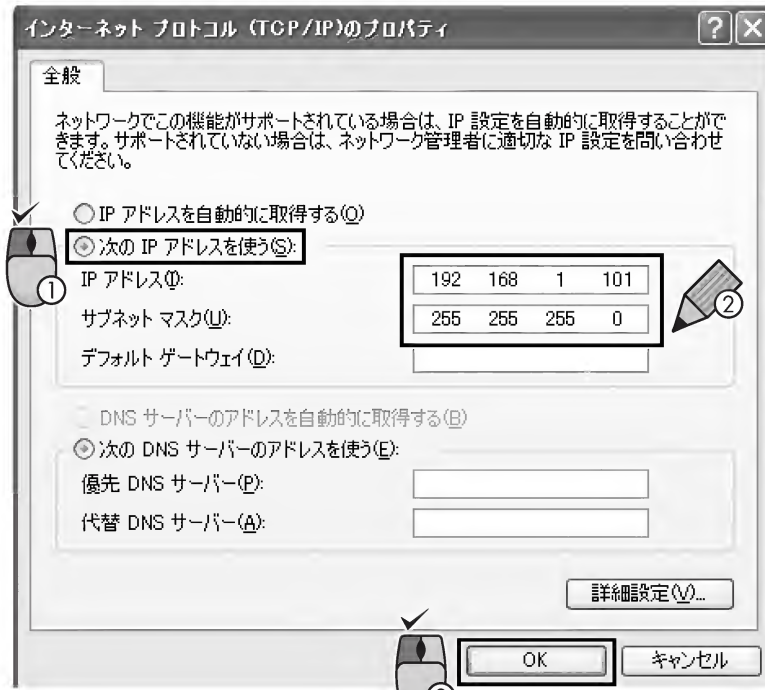 インターネット プロトコル (TCP/IP)のプロパティ
全般
ネットワークでこの機能がサポートされている場合は、IP 設定を自動的に取得することがで
きます。サポートされていない場合は、ネットワーク管理者に適切な IP 設定を問い合わせ
てください。
IP アドレスを自動的に取得する(O)
次の IP アドレスを使う(S):
①
IP アドレス(I):
192 168 1 101
②
サブネット マスク(U):
255 255 255 0
デフォルト ゲートウェイ(D):
DNS サーバーのアドレスを自動的に取得する(B)
次の DNS サーバーのアドレスを使う(E):
優先 DNS サーバー(P):
代替 DNS サーバー(A):
詳細設定(V)...
OK
キャンセル